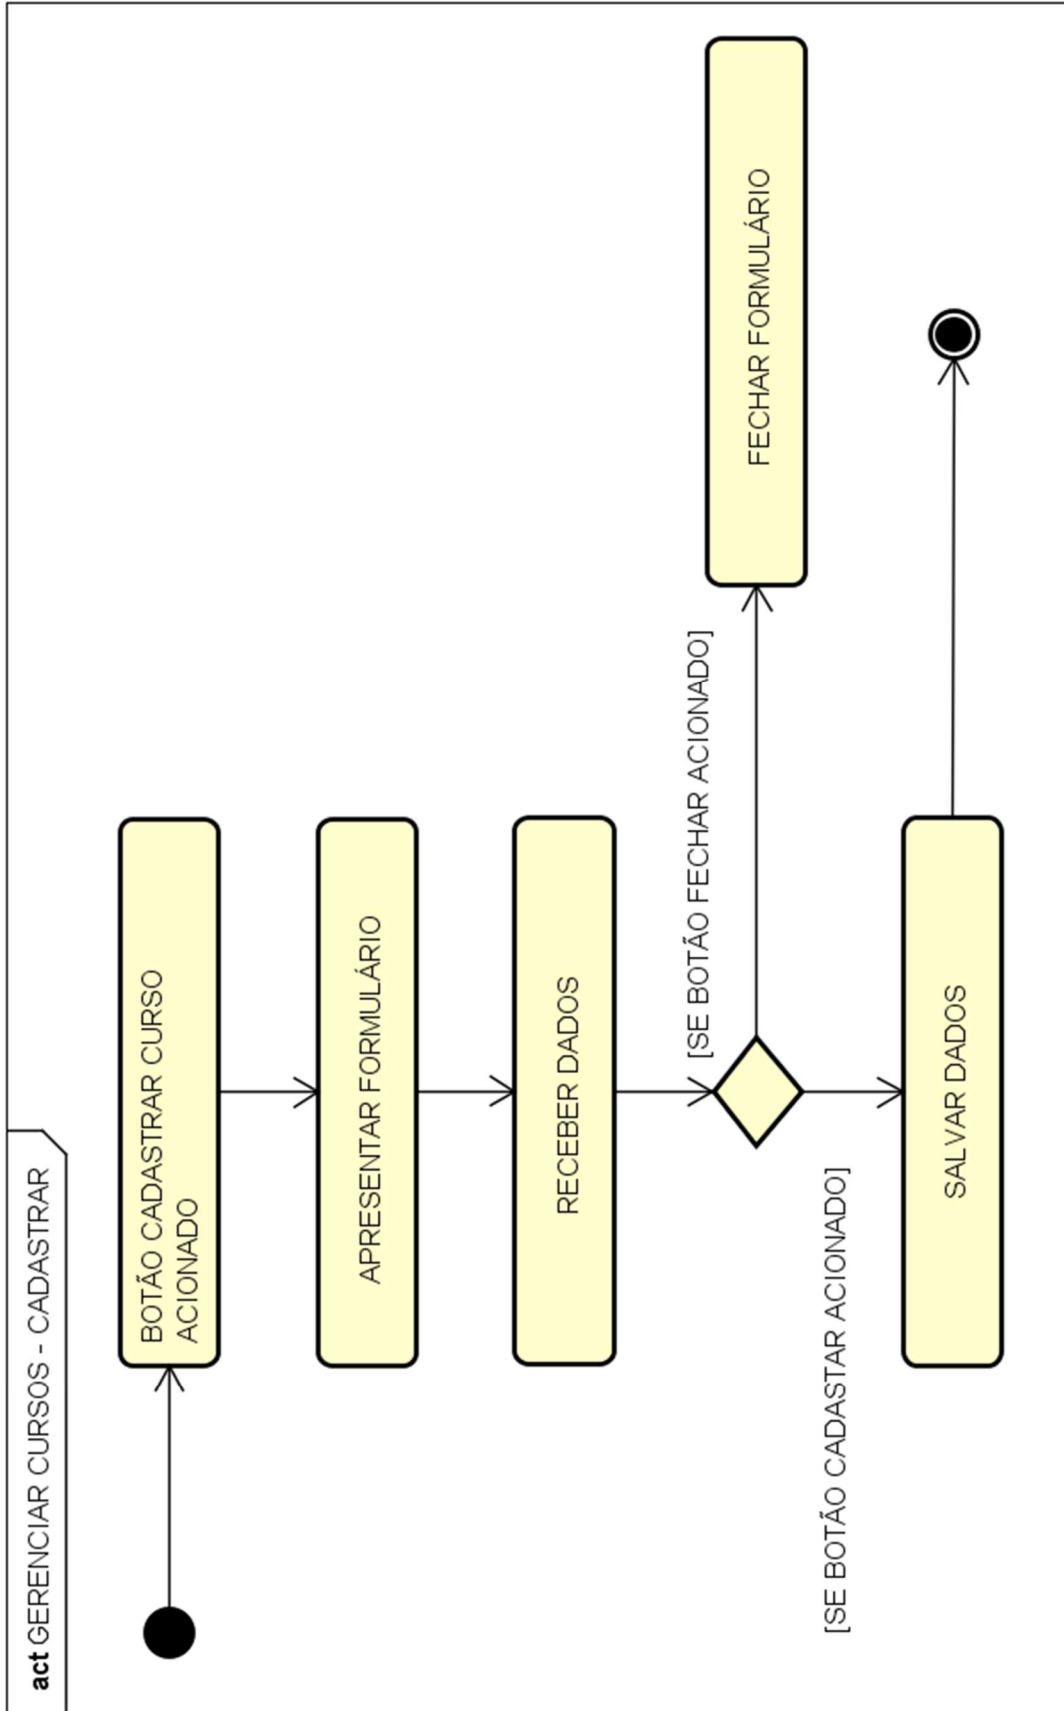 act GERENCIAR CURSOS - CADASTRAR
BOTÃO CADASTRAR CURSO
ACIONADO
APRESENTAR FORMULÁRIO
RECEBER DADOS
[SE BOTÃO FECHAR ACIONADO]
FECHAR FORMULÁRIO
[SE BOTÃO CADASTAR ACIONADO]
SALVAR DADOS